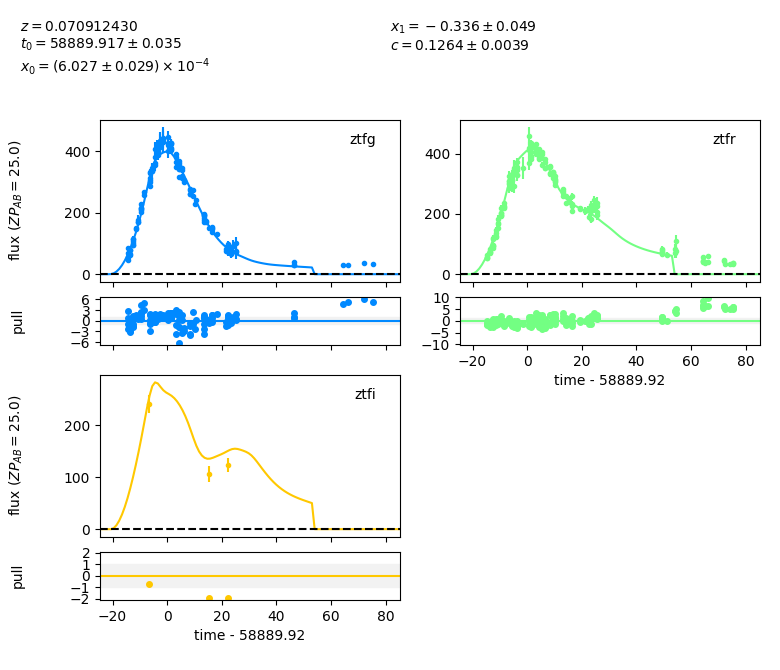 z = 0.070912430
t₀ = 58889.917 ± 0.035
x₀ = (6.027 ± 0.029) × 10⁻⁴
x₁ = −0.336 ± 0.049
c = 0.1264 ± 0.0039
ztfg
flux (ZP_AB = 25.0)
400
200
0
ztfr
400
300
200
100
0
pull
6
3
0
−3
−6
10
5
0
−5
−10
−20
0
20
40
60
80
time - 58889.92
ztfi
flux (ZP_AB = 25.0)
200
100
0
pull
2
1
0
−1
−2
−20
0
20
40
60
80
time - 58889.92